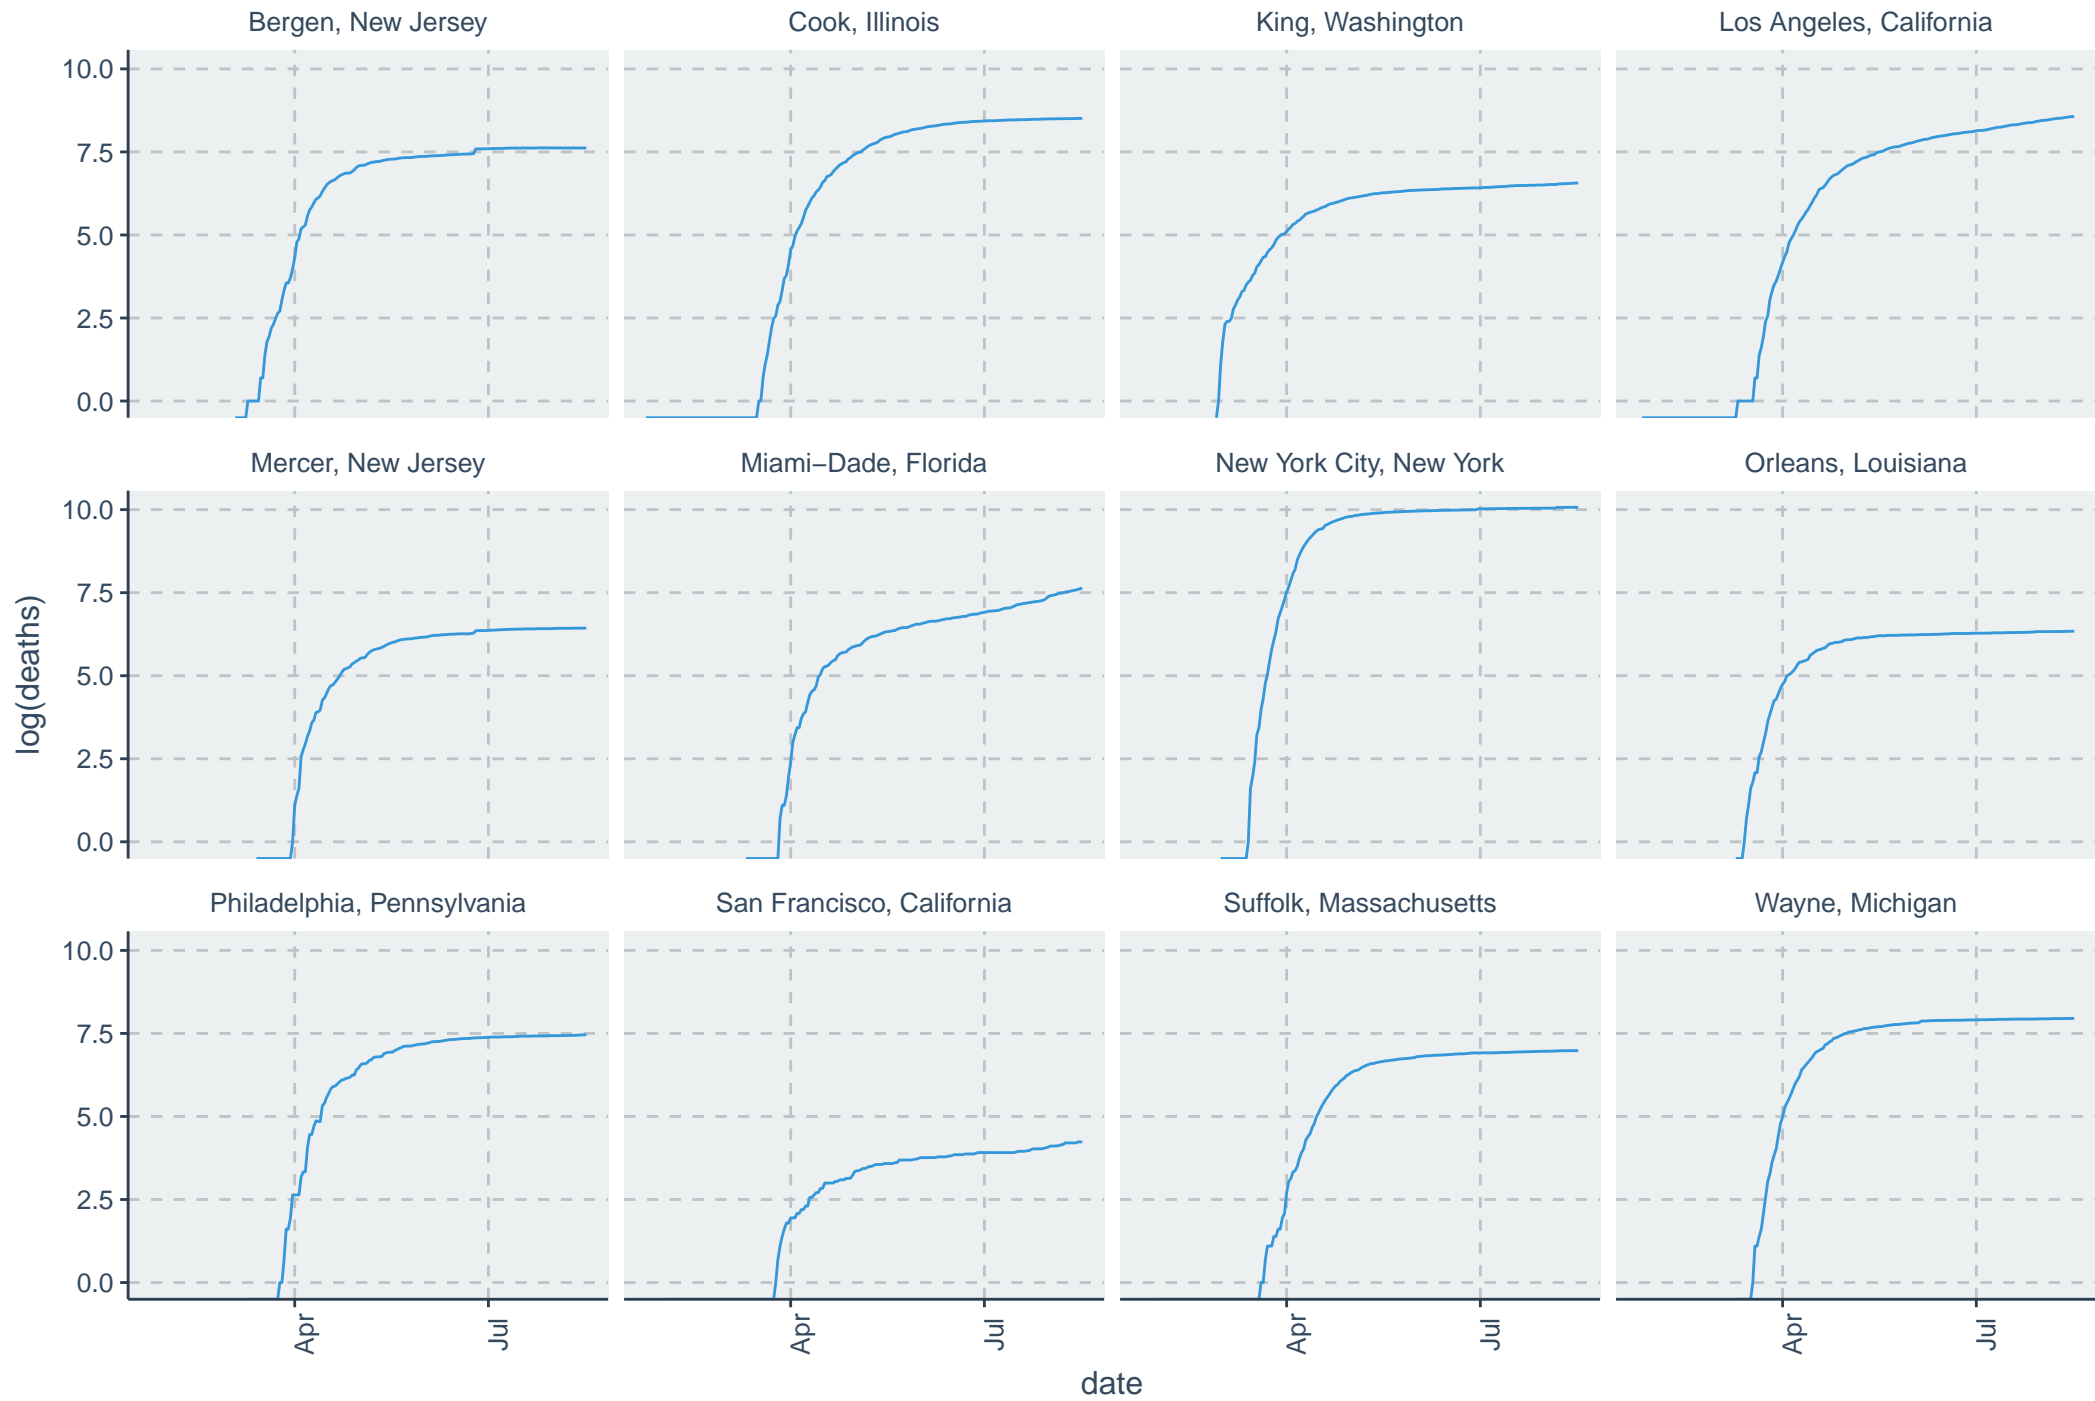 Bergen, New Jersey
Cook, Illinois
King, Washington
Los Angeles, California
10.0
7.5
5.0
2.5
0.0
Mercer, New Jersey
Miami−Dade, Florida
New York City, New York
Orleans, Louisiana
10.0
7.5
5.0
2.5
0.0
log(deaths)
Philadelphia, Pennsylvania
San Francisco, California
Suffolk, Massachusetts
Wayne, Michigan
10.0
7.5
5.0
2.5
0.0
Apr
Jul
Apr
Jul
Apr
Jul
Apr
Jul
date